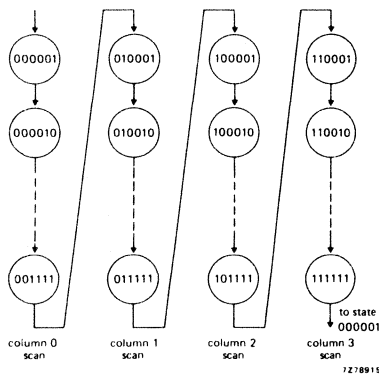 000001 010001 100001 110001
000010 010010 100010 110010
001111 011111 101111 111111
to state
000001
column 0 column 1 column 2 column 3
scan scan scan scan
7Z78915